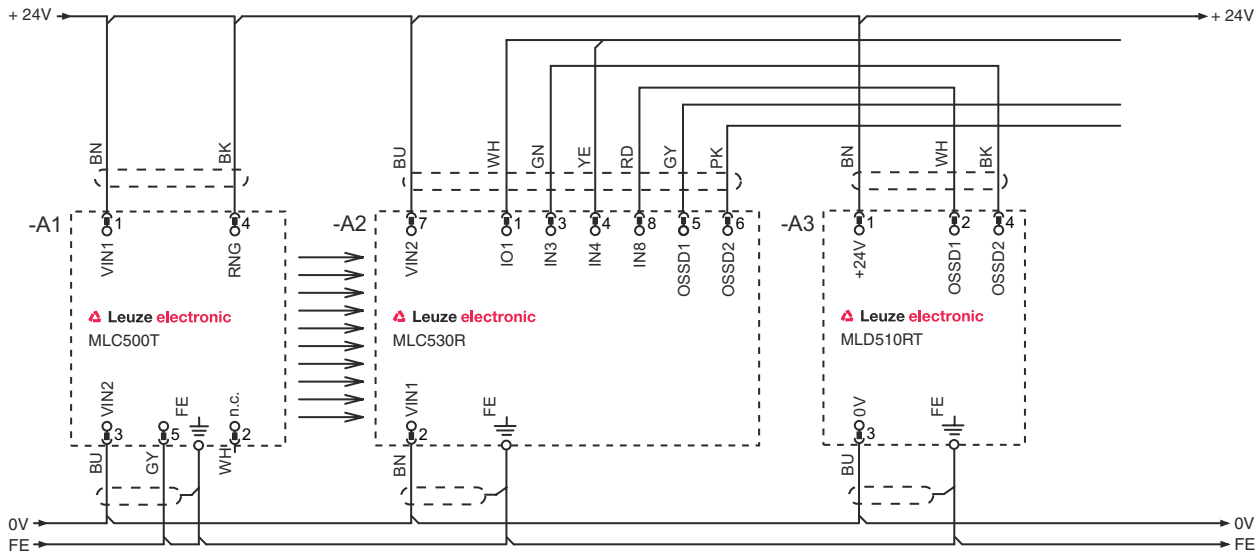 + 24V
+ 24V
BN
BK
BU
WH
GN
YE
RD
GY
PK
BN
WH
BK
-A1
1
4
-A2
7
1
3
4
8
5
6
-A3
1
2
4
VIN1
RNG
VIN2
IO1
IN3
IN4
IN8
OSSD1
OSSD2
+24V
OSSD1
OSSD2
Leuze electronic
MLC500T
Leuze electronic
MLC530R
Leuze electronic
MLD510RT
VIN2
FE
n.c.
VIN1
FE
0V
FE
3
5
2
2
3
BU
GY
WH
BN
BU
0V
0V
FE
FE